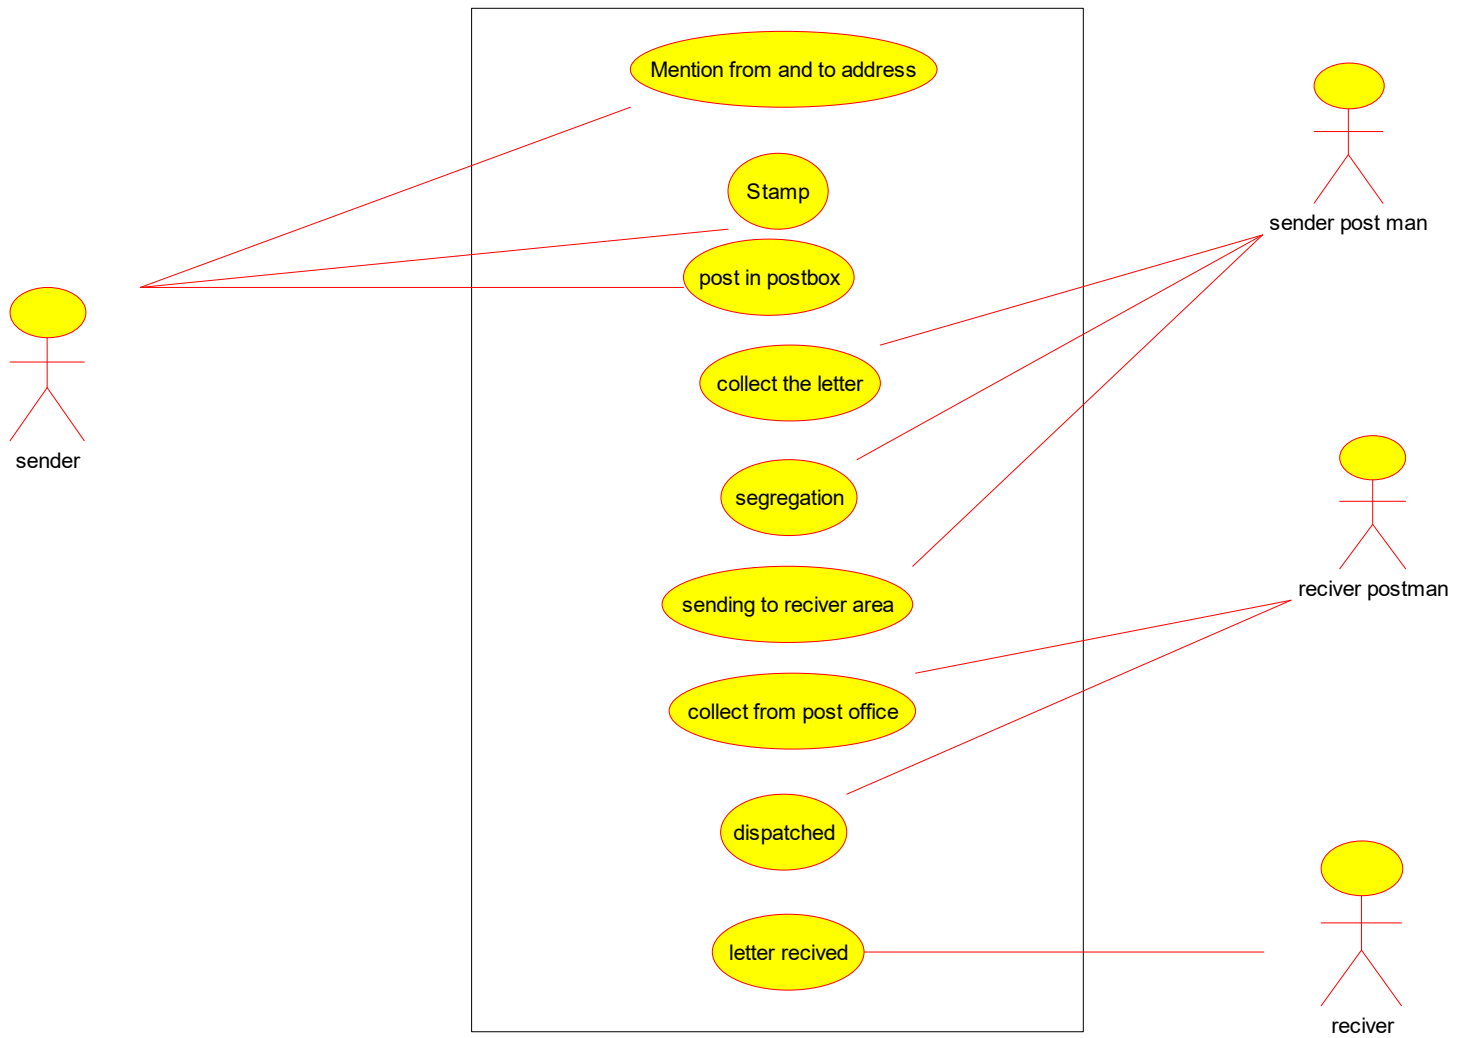 Mention from and to address
Stamp
post in postbox
collect the letter
segregation
sending to reciver area
collect from post office
dispatched
letter recived
sender
sender post man
reciver postman
reciver